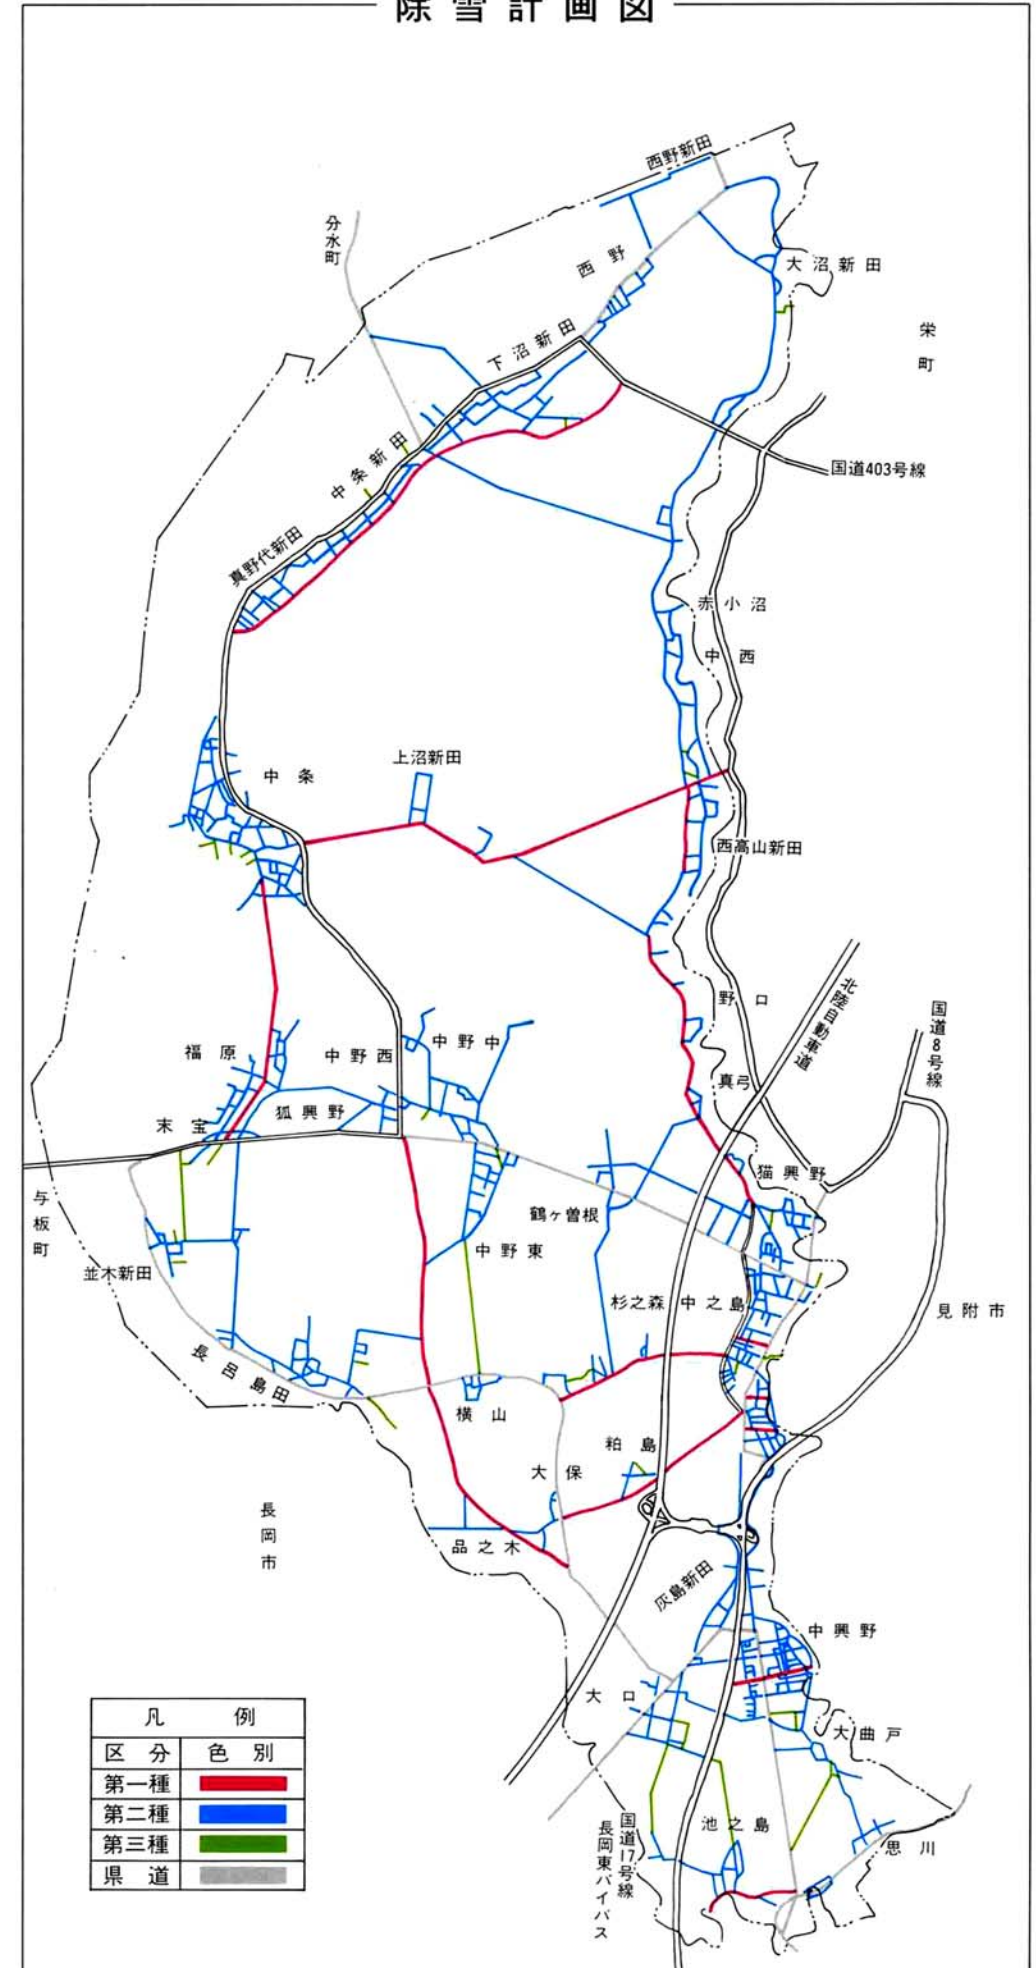 除雪計画図
西野新田
分水町
西野
大沼新田
栄町
下沼新田
中条新田
国道403号線
真野代新田
赤小沼
中西
上沼新田
中条
西高山新田
野口
北陸自動車道
国道8号線
福原
中野西
中野中
真弓
狐興野
末宝
猫興野
与板町
鶴ヶ曽根
中野東
並木新田
杉之森
中之島
見附市
長呂島田
横山
粕島
大保
長岡市
品之木
灰島新田
中興野
大口
大曲戸
池之島
思川
国道17号線
長岡東バイパス
凡例
区分 色別
第一種
第二種
第三種
県道